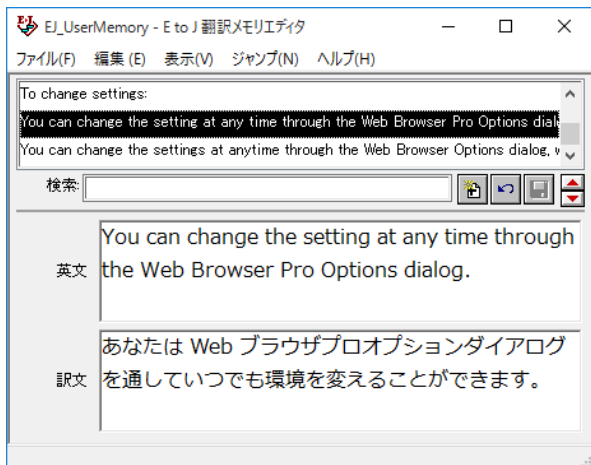 EJ_UserMemory - E to J 翻訳メモリエディタ
ファイル(F) 編集 (E) 表示(V) ジャンプ(N) ヘルプ(H)
To change settings:
You can change the setting at any time through the Web Browser Pro Options dial
You can change the settings at anytime through the Web Browser Options dialog, w
検索:
英文
You can change the setting at any time through
the Web Browser Pro Options dialog.
訳文
あなたは Web ブラウザプロオプションダイアログ
を通していつでも環境を変えることができます。